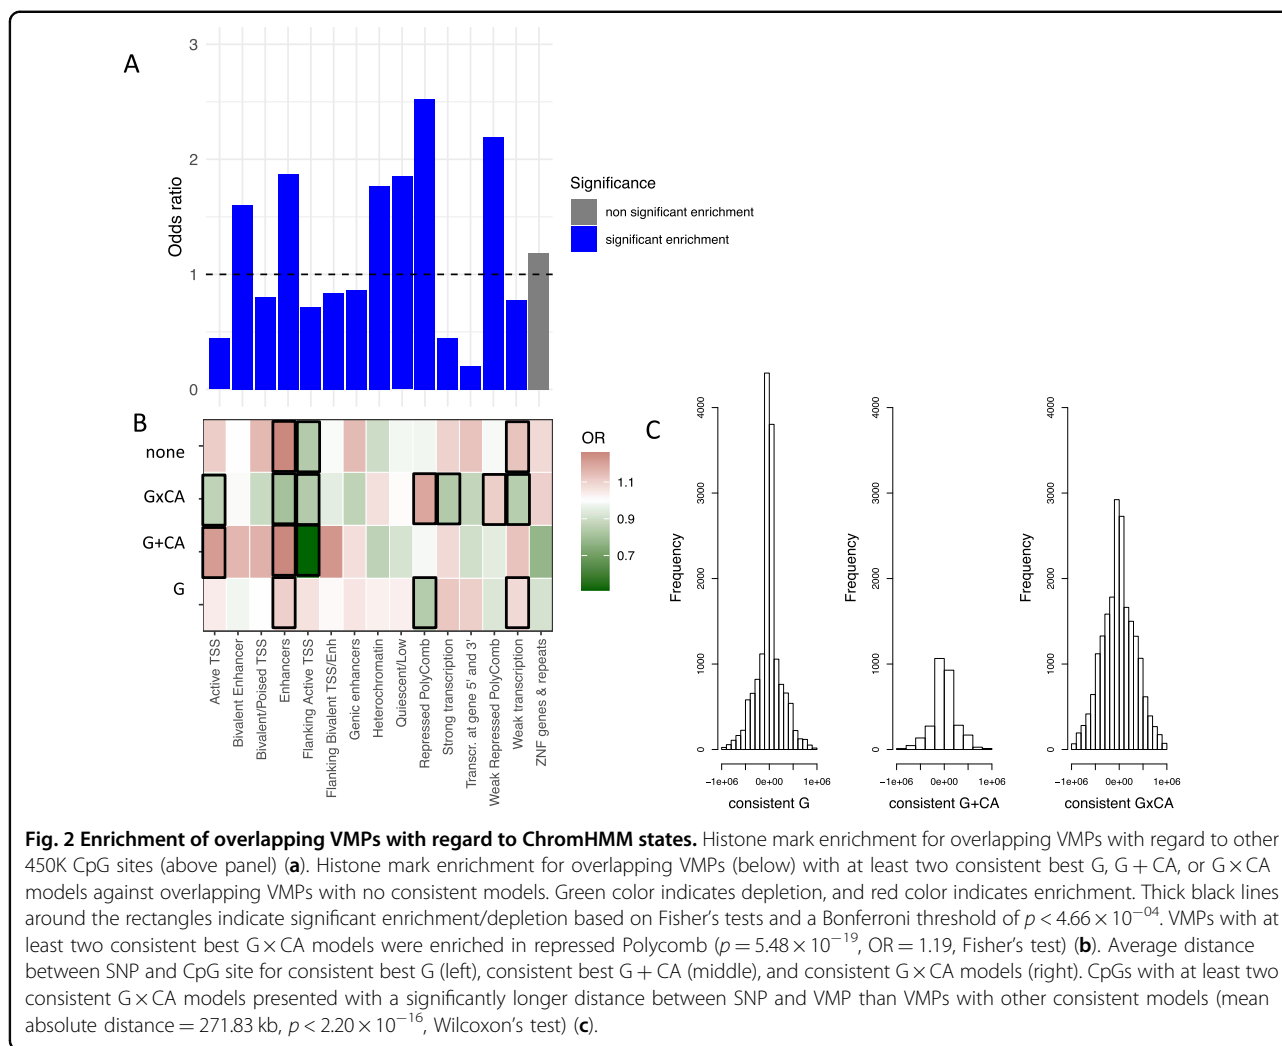 A
3
2
1
0
Odds ratio
Significance
non significant enrichment
significant enrichment
B
none
GxCA
G+CA
G
OR
1.1
0.9
0.7
Active TSS
Bivalent Enhancer
Bivalent/Poised TSS
Enhancers
Flanking Active TSS
Flanking Bivalent TSS/Enh
Genic enhancers
Heterochromatin
Quiescent/Low
Repressed PolyComb
Strong transcription
Transcr. at gene 5' and 3'
Weak Repressed PolyComb
Weak transcription
ZNF genes & repeats
C
Frequency
0 1000 2000 3000 4000
−1e+06 0e+00 1e+06
consistent G
Frequency
0 1000 2000 3000 4000
−1e+06 0e+00 1e+06
consistent G+CA
Frequency
0 1000 2000 3000 4000
−1e+06 0e+00 1e+06
consistent GxCA
Fig. 2 Enrichment of overlapping VMPs with regard to ChromHMM states. Histone mark enrichment for overlapping VMPs with regard to other
450K CpG sites (above panel) (a). Histone mark enrichment for overlapping VMPs (below) with at least two consistent best G, G + CA, or G × CA
models against overlapping VMPs with no consistent models. Green color indicates depletion, and red color indicates enrichment. Thick black lines
around the rectangles indicate significant enrichment/depletion based on Fisher's tests and a Bonferroni threshold of p < 4.66 × 10⁻⁰⁴. VMPs with at
least two consistent best G × CA models were enriched in repressed Polycomb (p = 5.48 × 10⁻¹⁹, OR = 1.19, Fisher's test) (b). Average distance
between SNP and CpG site for consistent best G (left), consistent best G + CA (middle), and consistent G × CA models (right). CpGs with at least two
consistent G × CA models presented with a significantly longer distance between SNP and VMP than VMPs with other consistent models (mean
absolute distance = 271.83 kb, p < 2.20 × 10⁻¹⁶, Wilcoxon's test) (c).